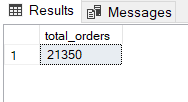 Results Messages
total_orders
1 21350